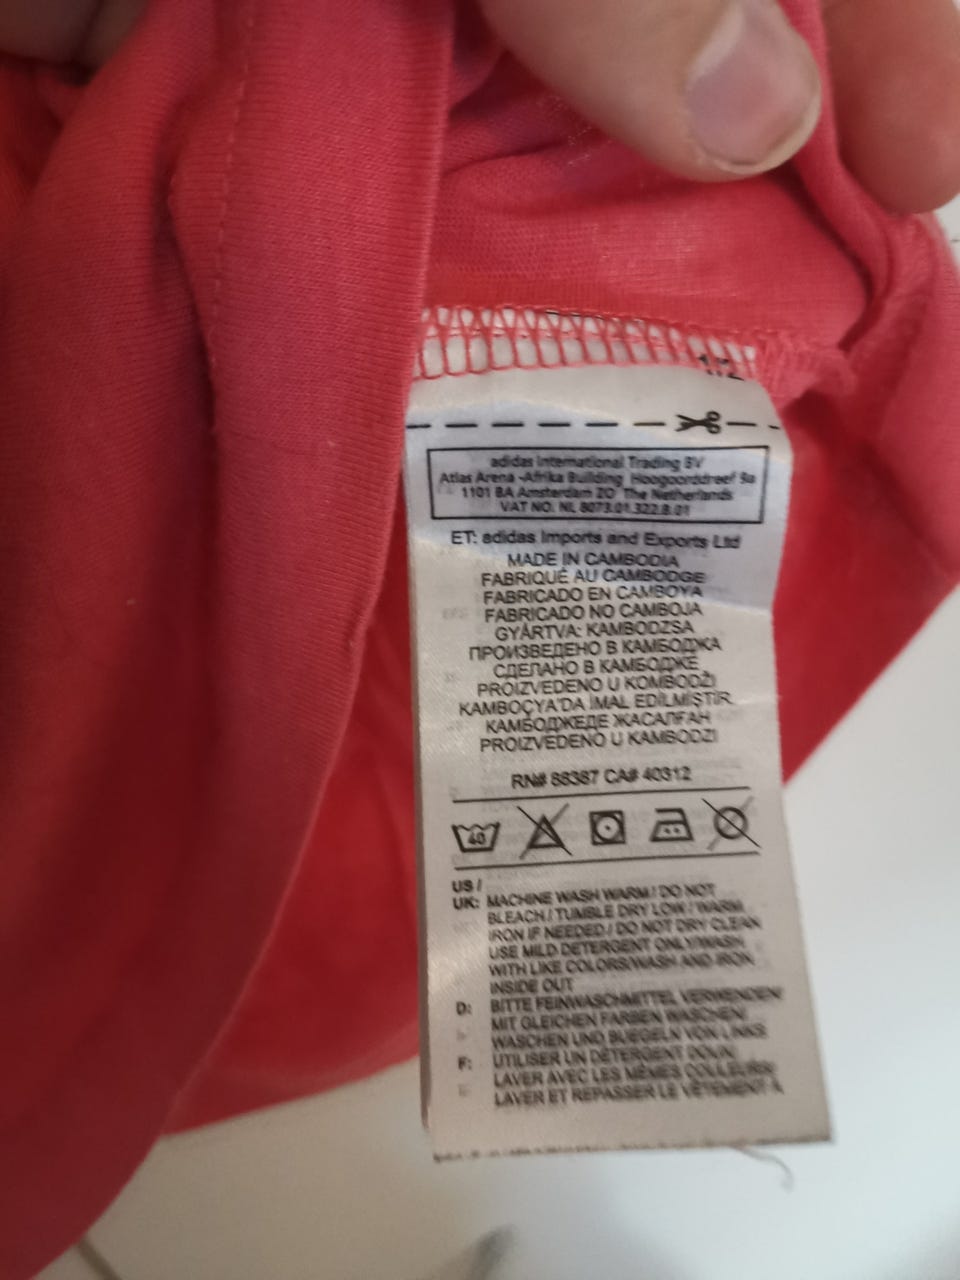 1/2
adidas International Trading BV
Atlas Arena -Afrika Building Hoogoorddreef 9a
1101 BA Amsterdam ZO The Netherlands
VAT NO. NL 8073.01.322.B.01
ET: adidas Imports and Exports Ltd
MADE IN CAMBODIA
FABRIQUÉ AU CAMBODGE
FABRICADO EN CAMBOYA
FABRICADO NO CAMBOJA
GYÁRTVA: KAMBODZSA
ПРОИЗВЕДЕНО В КАМБОДЖА
СДЕЛАНО В КАМБОДЖЕ
PROIZVEDENO U KOMBODŽI
KAMBOÇYA'DA İMAL EDİLMİŞTİR
КАМБОДЖЕДЕ ЖАСАЛҒАН
PROIZVEDENO U KAMBODZI
RN# 88387 CA# 40312
40
US /
UK: MACHINE WASH WARM / DO NOT
BLEACH / TUMBLE DRY LOW / WARM
IRON IF NEEDED / DO NOT DRY CLEAN
USE MILD DETERGENT ONLY/WASH
WITH LIKE COLORS/WASH AND IRON
INSIDE OUT
D: BITTE FEINWASCHMITTEL VERWENDEN/
MIT GLEICHEN FARBEN WASCHEN/
WASCHEN UND BUEGELN VON LINKS
F: UTILISER UN DÉTERGENT DOUX/
LAVER AVEC LES MÊMES COULEURS/
LAVER ET REPASSER LE VÊTEMENT À